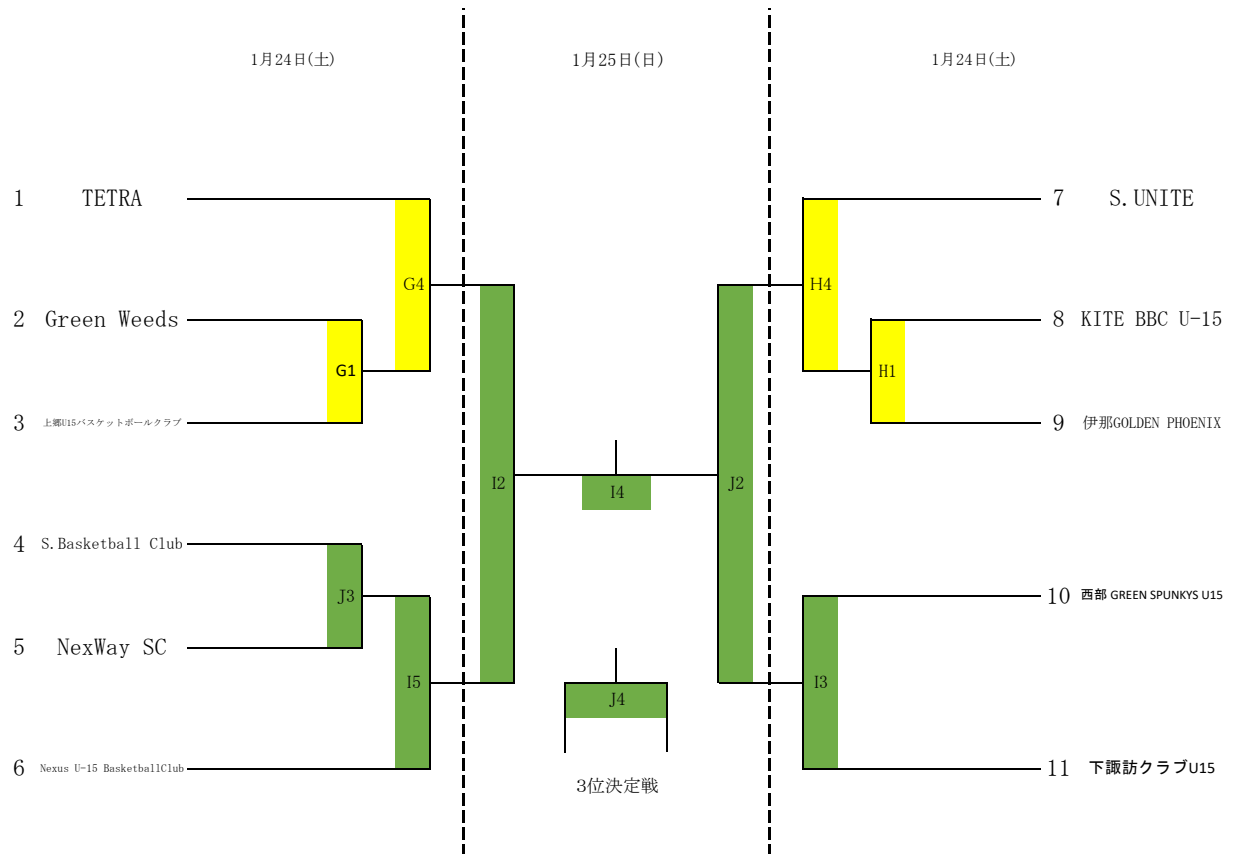 1月24日(土)
1月25日(日)
1月24日(土)
1 TETRA
7 S.UNITE
G4
H4
2 Green Weeds
8 KITE BBC U-15
G1
H1
3 上郷U15バスケットボールクラブ
9 伊那GOLDEN PHOENIX
I2
I4
J2
4 S.Basketball Club
J3
10 西部 GREEN SPUNKYS U15
5 NexWay SC
I5
J4
I3
6 Nexus U-15 BasketballClub
11 下諏訪クラブU15
3位決定戦